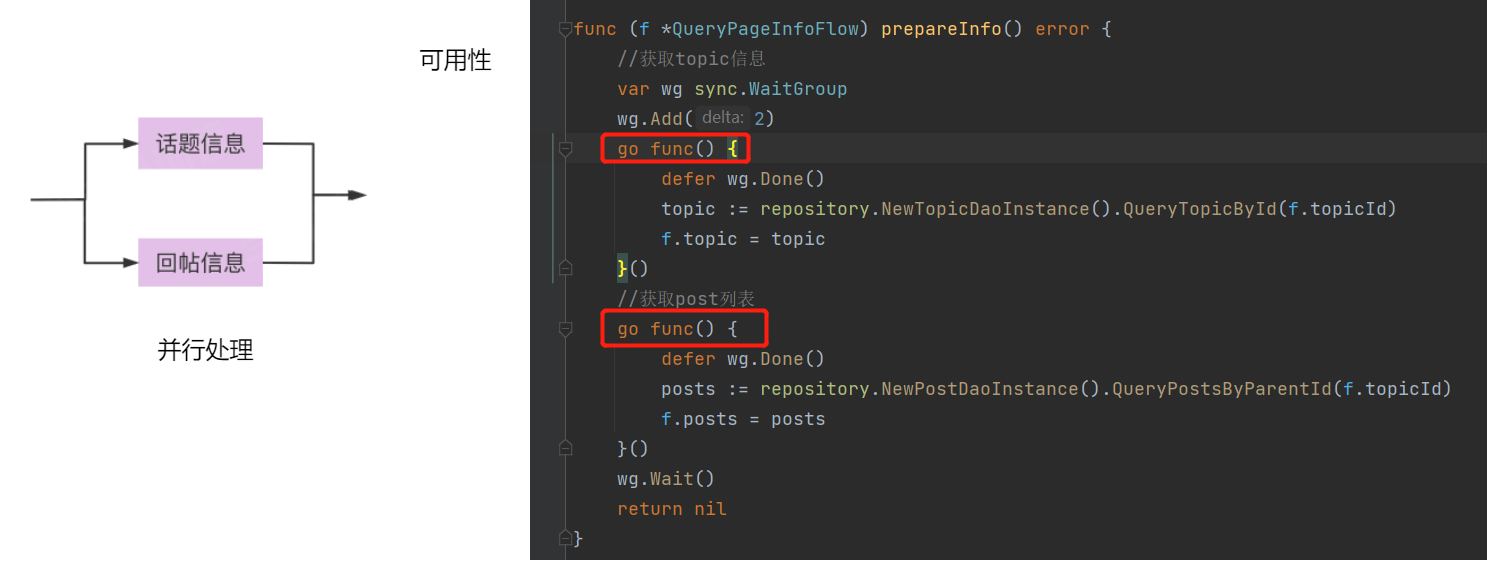 可用性
话题信息
回帖信息
并行处理
func (f *QueryPageInfoFlow) prepareInfo() error {
//获取topic信息
var wg sync.WaitGroup
wg.Add( delta: 2)
go func() {
defer wg.Done()
topic := repository.NewTopicDaoInstance().QueryTopicById(f.topicId)
f.topic = topic
}()
//获取post列表
go func() {
defer wg.Done()
posts := repository.NewPostDaoInstance().QueryPostsByParentId(f.topicId)
f.posts = posts
}()
wg.Wait()
return nil
}